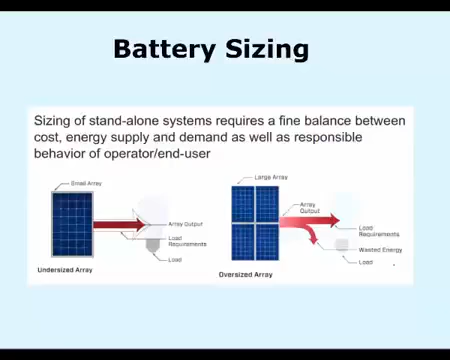 Battery Sizing
Sizing of stand-alone systems requires a fine balance between
cost, energy supply and demand as well as responsible
behavior of operator/end-user
Small Array
Array Output
Load
Requirements
Load
Undersized Array
Large Array
Array
Output
Load
Requirements
Wasted Energy
Load
Oversized Array